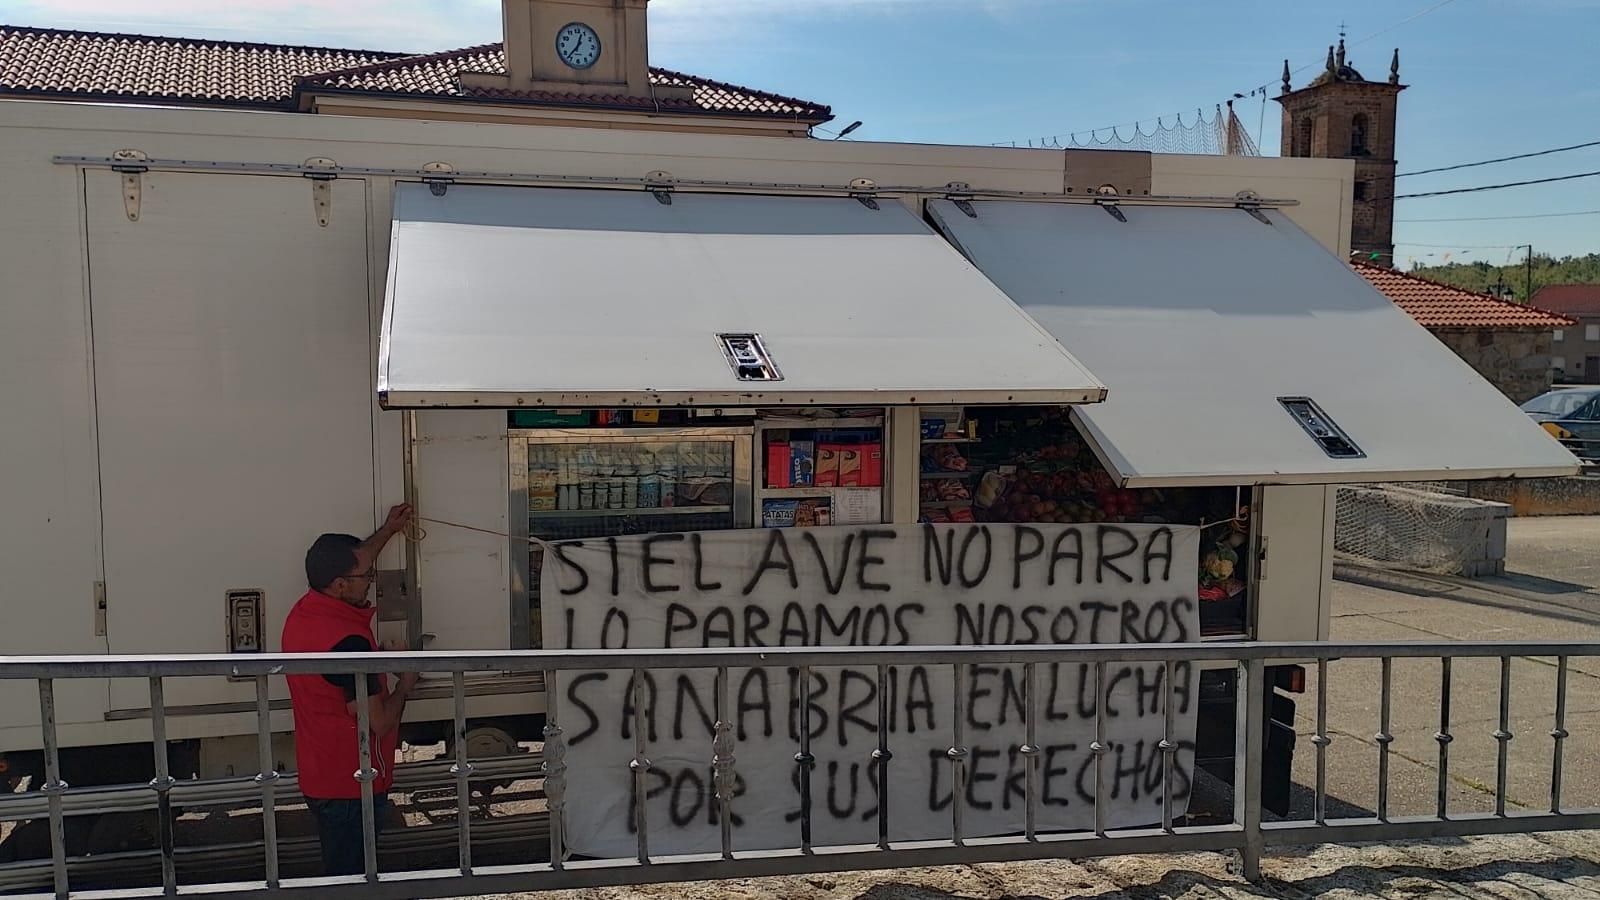 PATATAS
SI EL AVE NO PARA
LO PARAMOS NOSOTROS
SANABRIA EN LUCHA
POR SUS DERECHOS